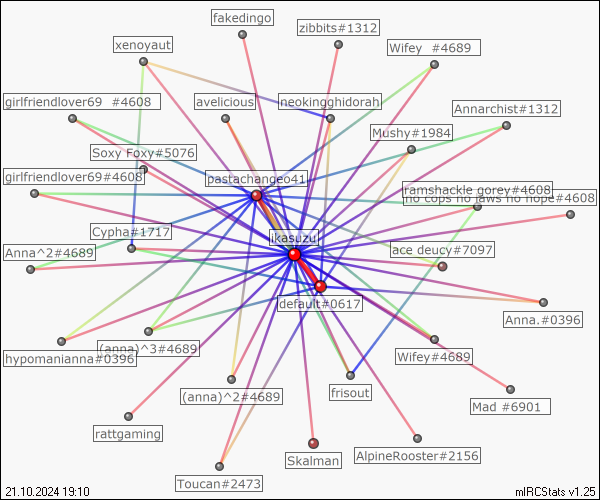 fakedingo
zibbits#1312
xenoyaut
Wifey  #4689
girlfriendlover69  #4608
avelicious
neokingghidorah
Annarchist#1312
Mushy#1984
Soxy Foxy#5076
girlfriendlover69#4608
pastachangeo41
ramshackle gorey#4608
no cops no jaws no hope#4608
Cypha#1717
ikasuzu
Anna^2#4689
ace deucy#7097
default#0617
Anna.#0396
hypomanianna#0396
(anna)^3#4689
Wifey#4689
(anna)^2#4689
frisout
Mad #6901
rattgaming
Skalman
AlpineRooster#2156
Toucan#2473
21.10.2024 19:10
mIRCStats v1.25